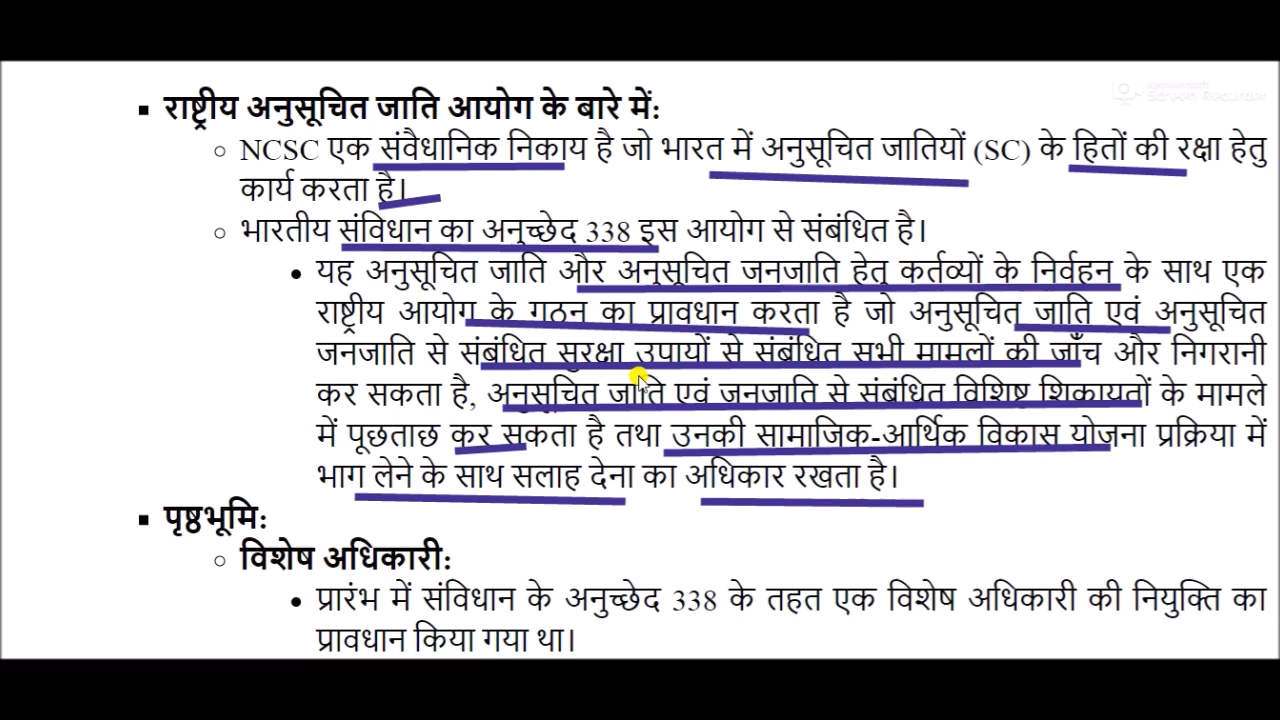 राष्ट्रीय अनुसूचित जाति आयोग के बारे में:
NCSC एक संवैधानिक निकाय है जो भारत में अनुसूचित जातियों (SC) के हितों की रक्षा हेतु
कार्य करता है।
भारतीय संविधान का अनुच्छेद 338 इस आयोग से संबंधित है।
यह अनुसूचित जाति और अनुसूचित जनजाति हेतु कर्तव्यों के निर्वहन के साथ एक
राष्ट्रीय आयोग के गठन का प्रावधान करता है जो अनुसूचित जाति एवं अनुसूचित
जनजाति से संबंधित सुरक्षा उपायों से संबंधित सभी मामलों की जाँच और निगरानी
कर सकता है, अनुसूचित जाति एवं जनजाति से संबंधित विशिष्ट शिकायतों के मामले
में पूछताछ कर सकता है तथा उनकी सामाजिक-आर्थिक विकास योजना प्रक्रिया में
भाग लेने के साथ सलाह देना का अधिकार रखता है।
पृष्ठभूमि:
विशेष अधिकारी:
प्रारंभ में संविधान के अनुच्छेद 338 के तहत एक विशेष अधिकारी की नियुक्ति का
प्रावधान किया गया था।
Screen Recorder